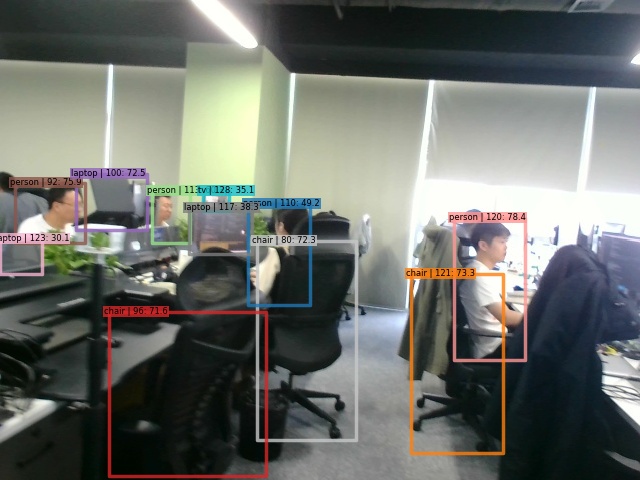 laptop | 100: 72.5
person | 92: 75.9
person | 113
tv | 128: 35.1
person | 110: 49.2
laptop | 117: 38.3
person | 120: 78.4
laptop | 123: 30.1
chair | 80: 72.3
chair | 121: 73.3
chair | 96: 71.6